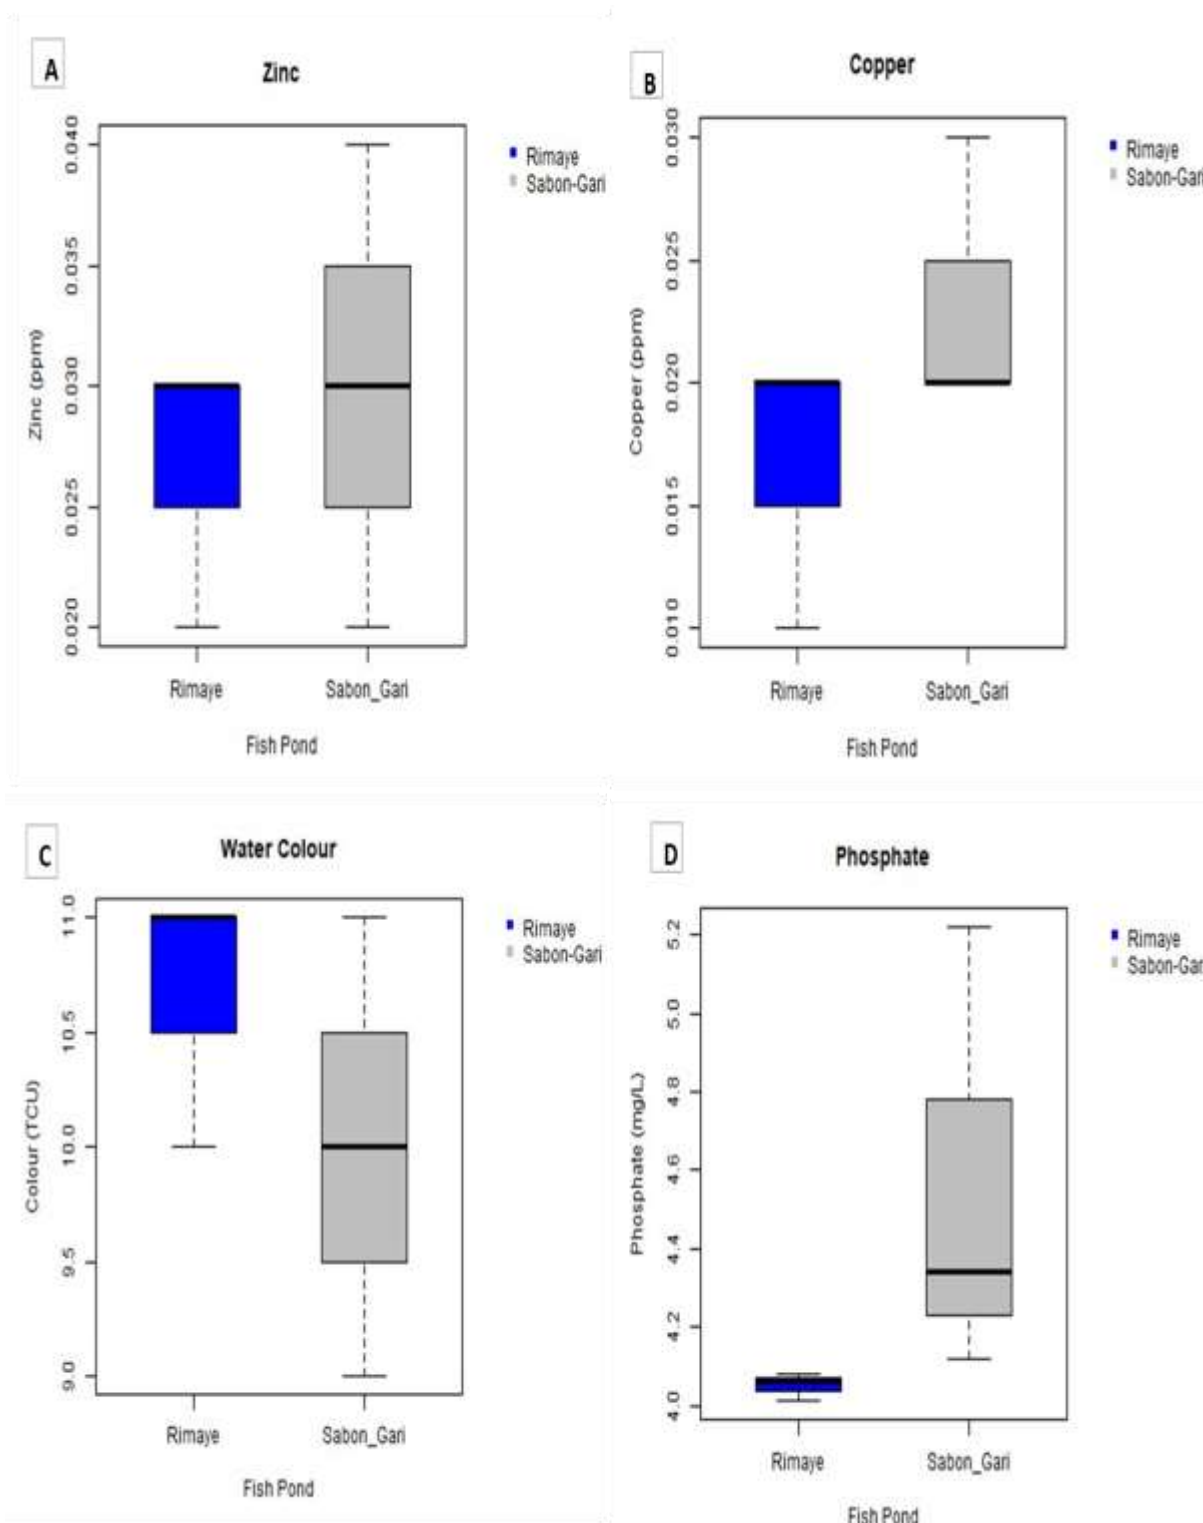 A
Zinc
Zinc (ppm)
0.040
0.035
0.030
0.025
0.020
Rimaye
Sabon-Gari
Rimaye
Sabon_Gari
Fish Pond
B
Copper
Copper (ppm)
0.030
0.025
0.020
0.015
0.010
Rimaye
Sabon-Gari
Rimaye
Sabon_Gari
Fish Pond
C
Water Colour
Colour (TCU)
11.0
10.5
10.0
9.5
9.0
Rimaye
Sabon-Gari
Rimaye
Sabon_Gari
Fish Pond
D
Phosphate
Phosphate (mg/L)
5.2
5.0
4.8
4.6
4.4
4.2
4.0
Rimaye
Sabon-Gar
Rimaye
Sabon_Gari
Fish Pond